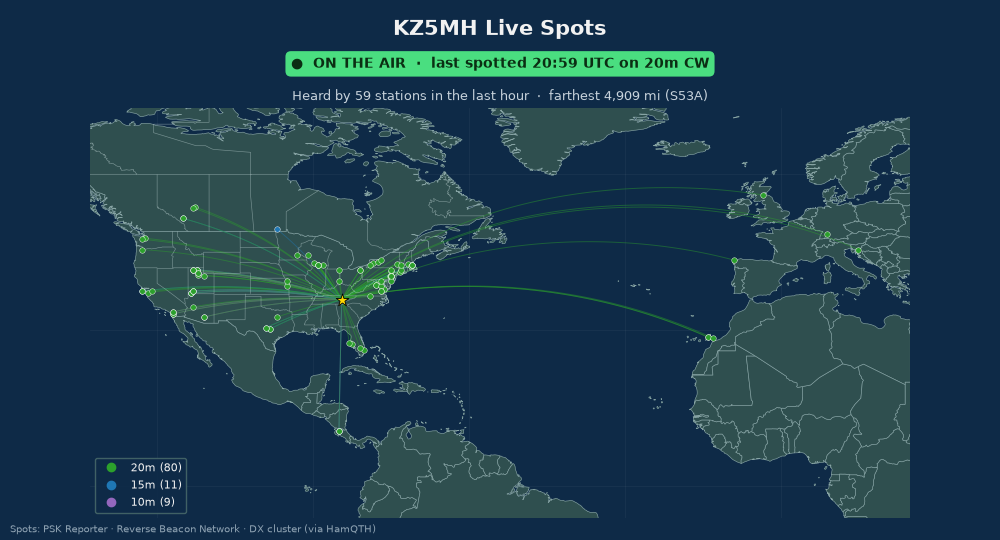 KZ5MH Live Spots
● ON THE AIR · last spotted 20:59 UTC on 20m CW
Heard by 59 stations in the last hour · farthest 4,909 mi (S53A)
20m (80)
15m (11)
10m (9)
Spots: PSK Reporter · Reverse Beacon Network · DX cluster (via HamQTH)